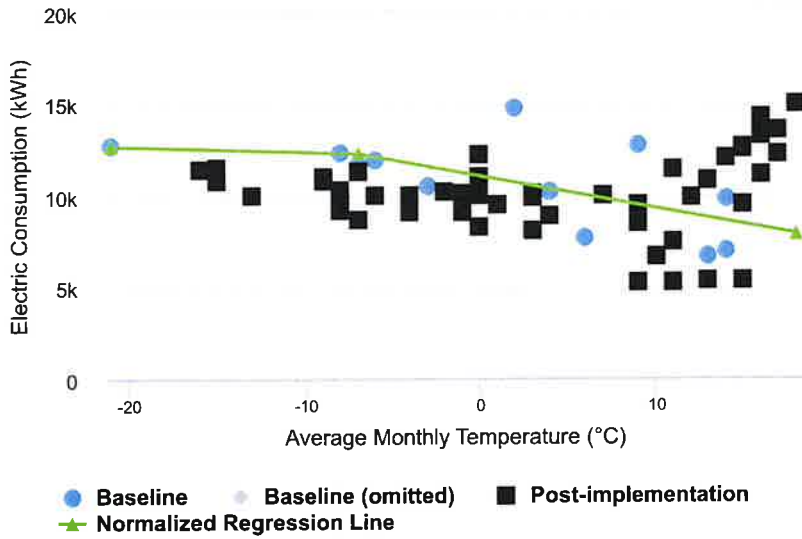 20k
15k
10k
5k
0
Electric Consumption (kWh)
-20 -10 0 10
Average Monthly Temperature (°C)
Baseline Baseline (omitted) Post-implementation
Normalized Regression Line